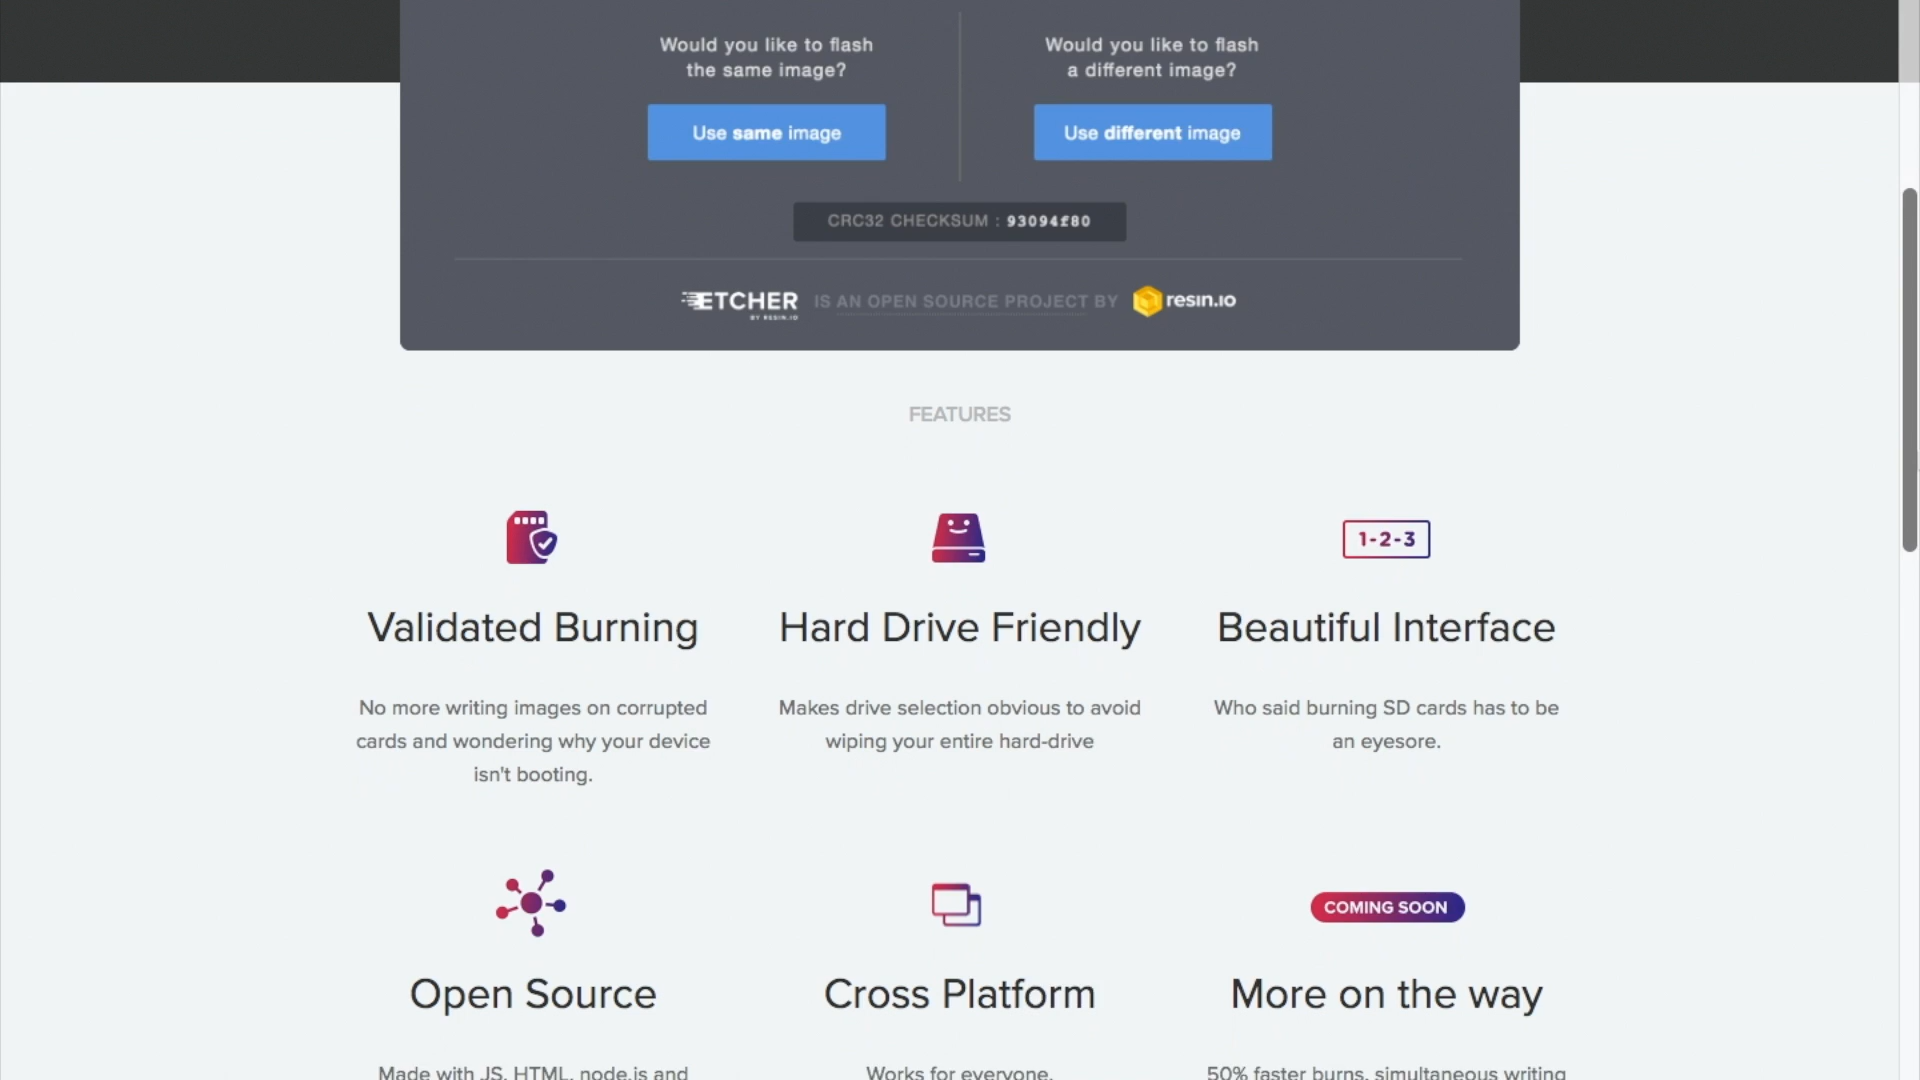 Would you like to flash
the same image?
Would you like to flash
a different image?
Use same image
Use different image
CRC32 CHECKSUM : 93094f80
ETCHER
BY RESIN.IO
IS AN OPEN SOURCE PROJECT BY
resin.io
FEATURES
1-2-3
Validated Burning
Hard Drive Friendly
Beautiful Interface
No more writing images on corrupted
cards and wondering why your device
isn't booting.
Makes drive selection obvious to avoid
wiping your entire hard-drive
Who said burning SD cards has to be
an eyesore.
COMING SOON
Open Source
Cross Platform
More on the way
Made with JS, HTML, node.js and
Works for everyone.
50% faster burns, simultaneous writing